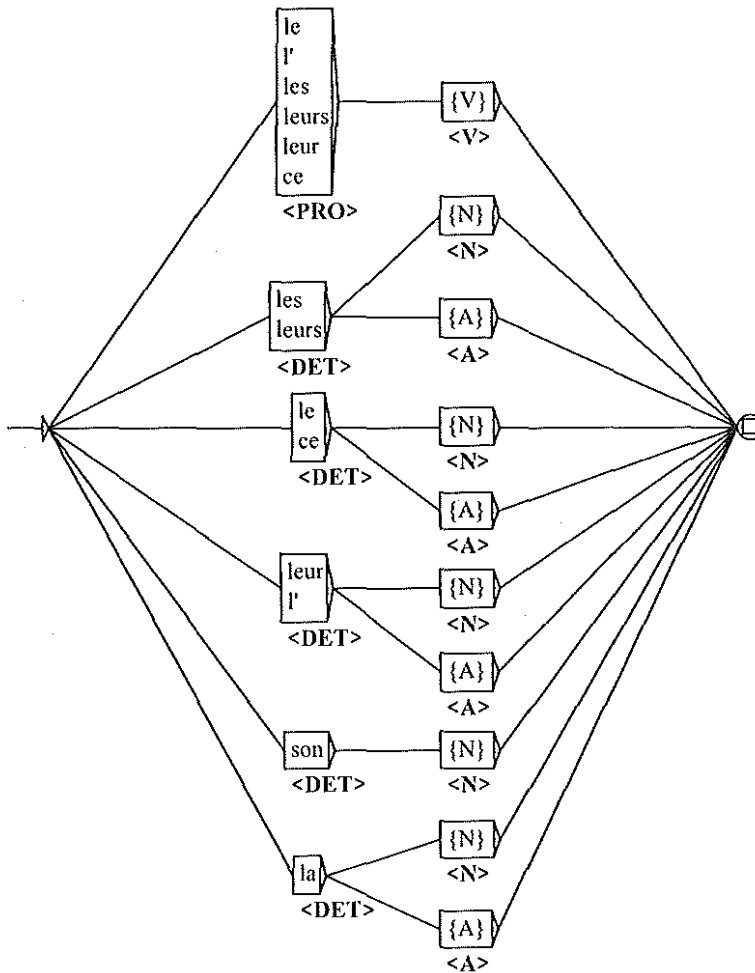 le
l'
les
leurs
leur
ce
<PRO>
{V}
<V>
{N}
<N>
les
leurs
<DET>
{A}
<A>
le
ce
<DET>
{N}
<N>
{A}
<A>
leur
l'
<DET>
{N}
<N>
{A}
<A>
son
<DET>
{N}
<N>
la
<DET>
{N}
<N>
{A}
<A>